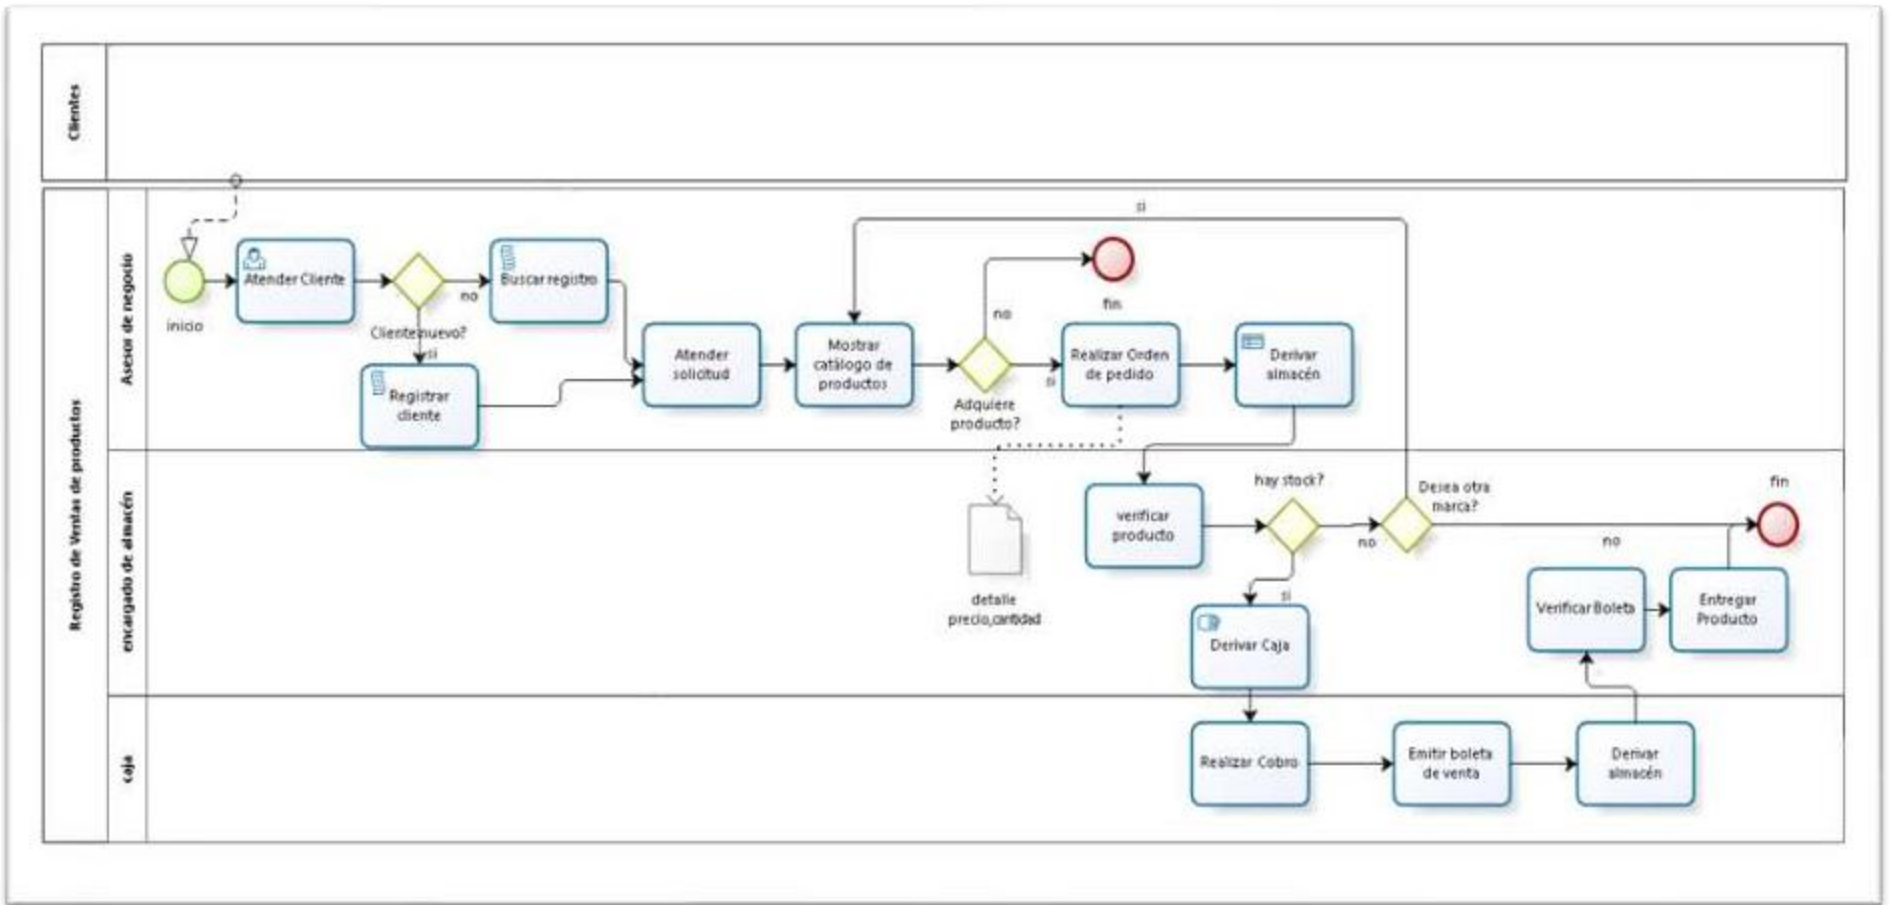 Clientes
Registro de Ventas de productos
Asesor de negocio
inicio
Atender Cliente
Cliente nuevo?
no
si
Buscar registro
Registrar
cliente
Atender
solicitud
Mostrar
catálogo de
productos
si
Adquiere
producto?
no
fin
si
Realizar Orden
de pedido
Derivar
almacén
encargado de almacén
detalle
precio,cantidad
verificar
producto
hay stock?
no
si
Desea otra
marca?
no
fin
Derivar Caja
Verificar Boleta
Entregar
Producto
caja
Realizar Cobro
Emitir boleta
de venta
Derivar
almacén